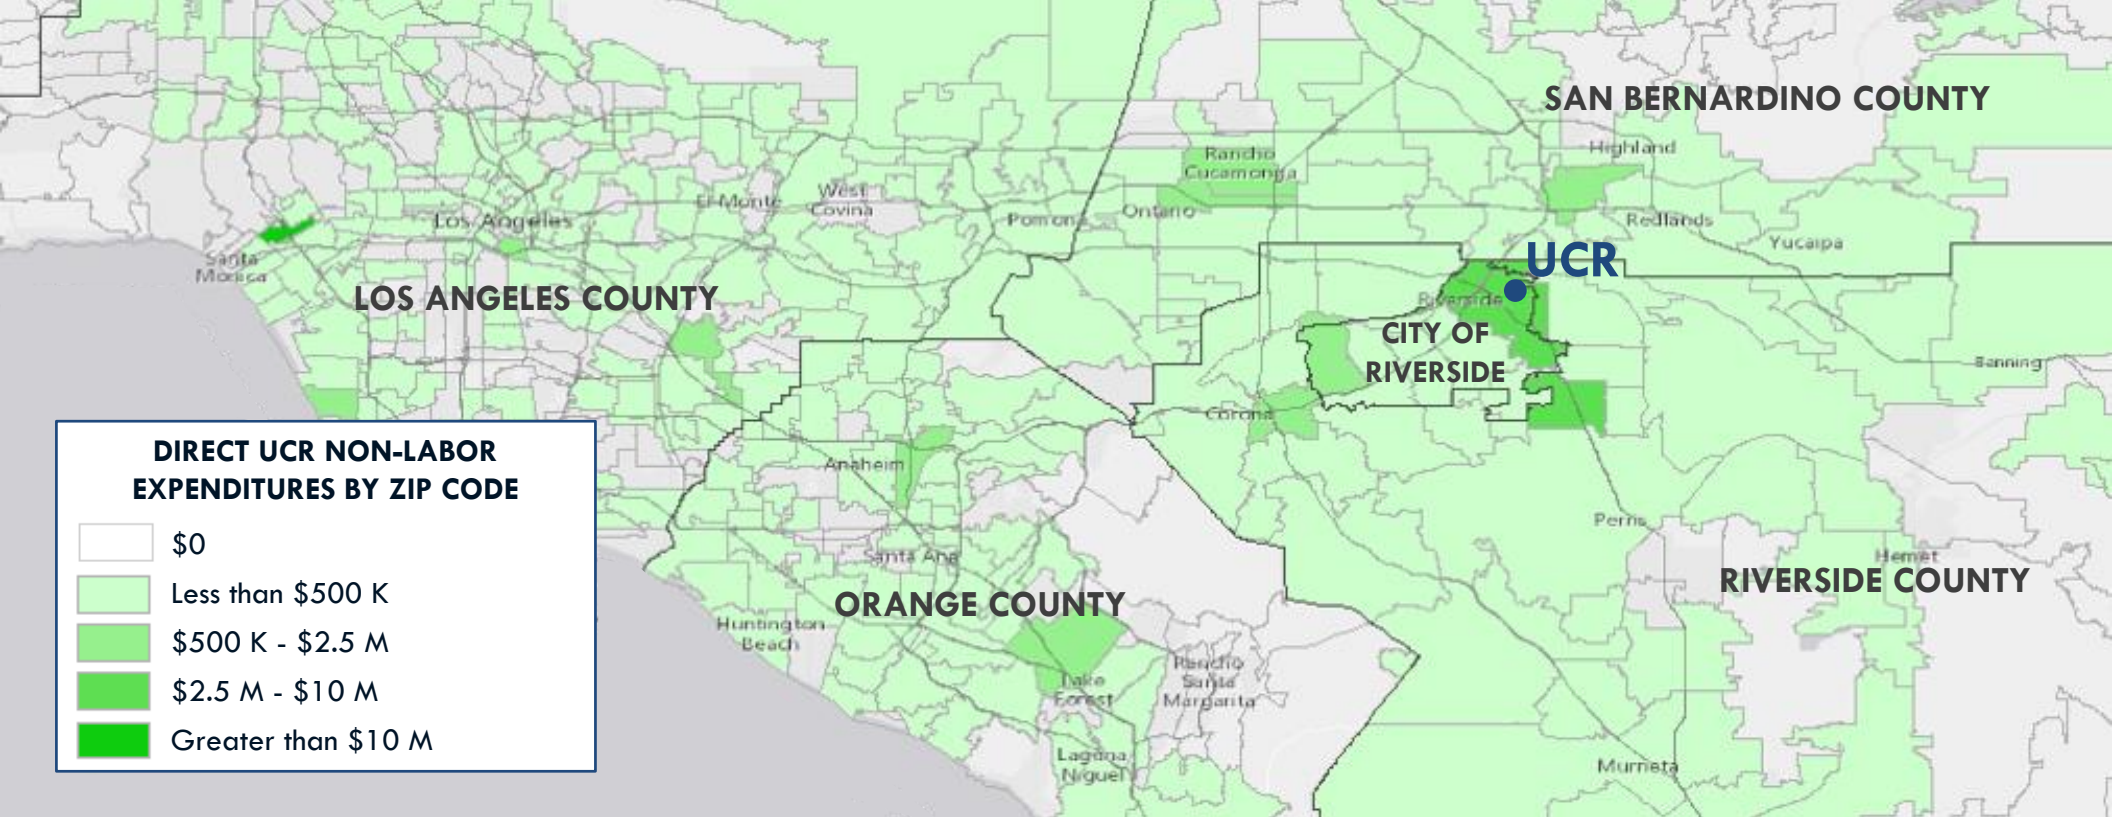 SAN BERNARDINO COUNTY
Highland
Rancho
Cucamonga
West
Covina
El Monte
Los Angeles
Pomona
Ontario
Redlands
Yucaipa
UCR
Santa
Monica
LOS ANGELES COUNTY
Riverside
CITY OF
RIVERSIDE
Banning
Corona
DIRECT UCR NON-LABOR
EXPENDITURES BY ZIP CODE
$0
Less than $500 K
$500 K - $2.5 M
$2.5 M - $10 M
Greater than $10 M
Anaheim
Perris
Santa Ana
Hemet
RIVERSIDE COUNTY
ORANGE COUNTY
Huntington
Beach
Rancho
Santa
Margarita
Lake
Forest
Laguna
Niguel
Murrieta